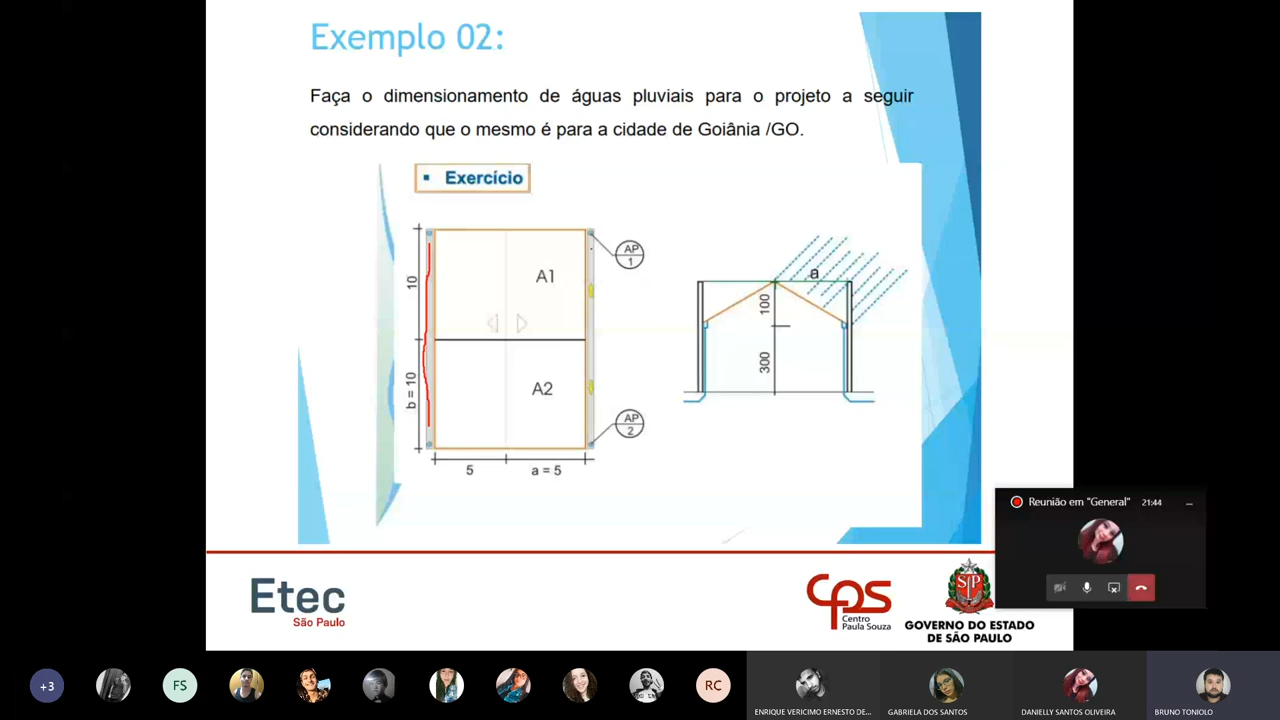 Exemplo 02:
Faça o dimensionamento de águas pluviais para o projeto a seguir
considerando que o mesmo é para a cidade de Goiânia /GO.
▪ Exercício
AP
1
A1
10
a
100
300
b = 10
A2
AP
2
5
a = 5
Reunião em "General"
21:44
Etec
São Paulo
CPS
Centro
Paula Souza
SP
GOVERNO DO ESTADO
DE SÃO PAULO
+3
FS
RC
ENRIQUE VERICIMO ERNESTO DE...
GABRIELA DOS SANTOS
DANIELLY SANTOS OLIVEIRA
BRUNO TONIOLO